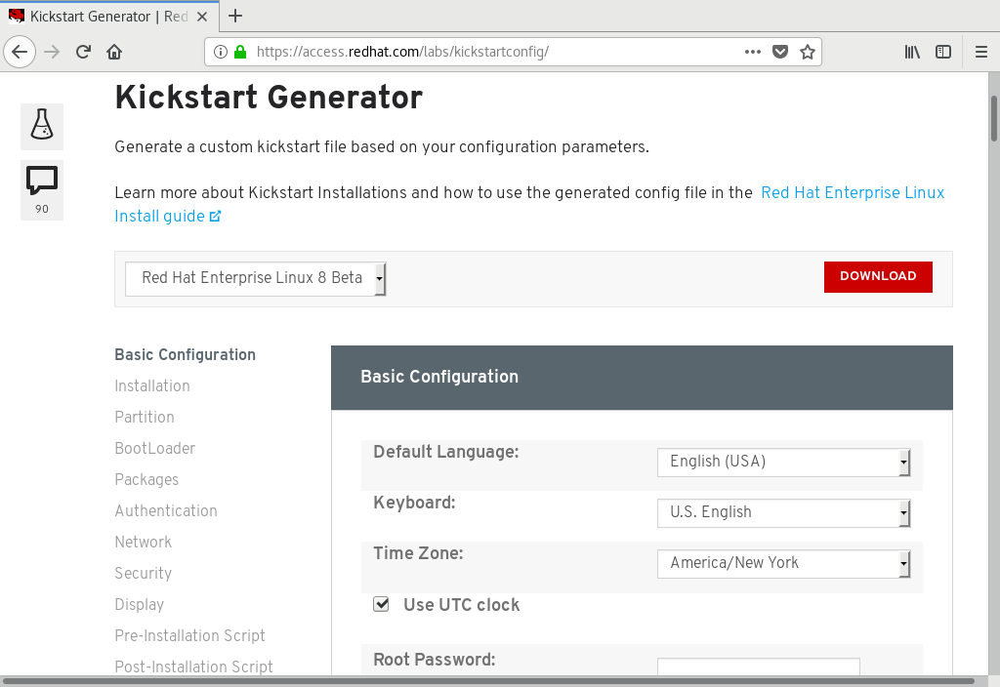 Kickstart Generator | Red
https://access.redhat.com/labs/kickstartconfig/
Kickstart Generator
Generate a custom kickstart file based on your configuration parameters.
90
Learn more about Kickstart Installations and how to use the generated config file in the Red Hat Enterprise Linux
Install guide
Red Hat Enterprise Linux 8 Beta
DOWNLOAD
Basic Configuration
Installation
Partition
BootLoader
Packages
Authentication
Network
Security
Display
Pre-Installation Script
Post-Installation Script
Basic Configuration
Default Language:
English (USA)
Keyboard:
U.S. English
Time Zone:
America/New York
Use UTC clock
Root Password: